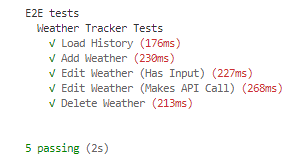 E2E tests
Weather Tracker Tests
√ Load History (176ms)
√ Add Weather (230ms)
√ Edit Weather (Has Input) (227ms)
√ Edit Weather (Makes API Call) (268ms)
√ Delete Weather (213ms)
5 passing (2s)